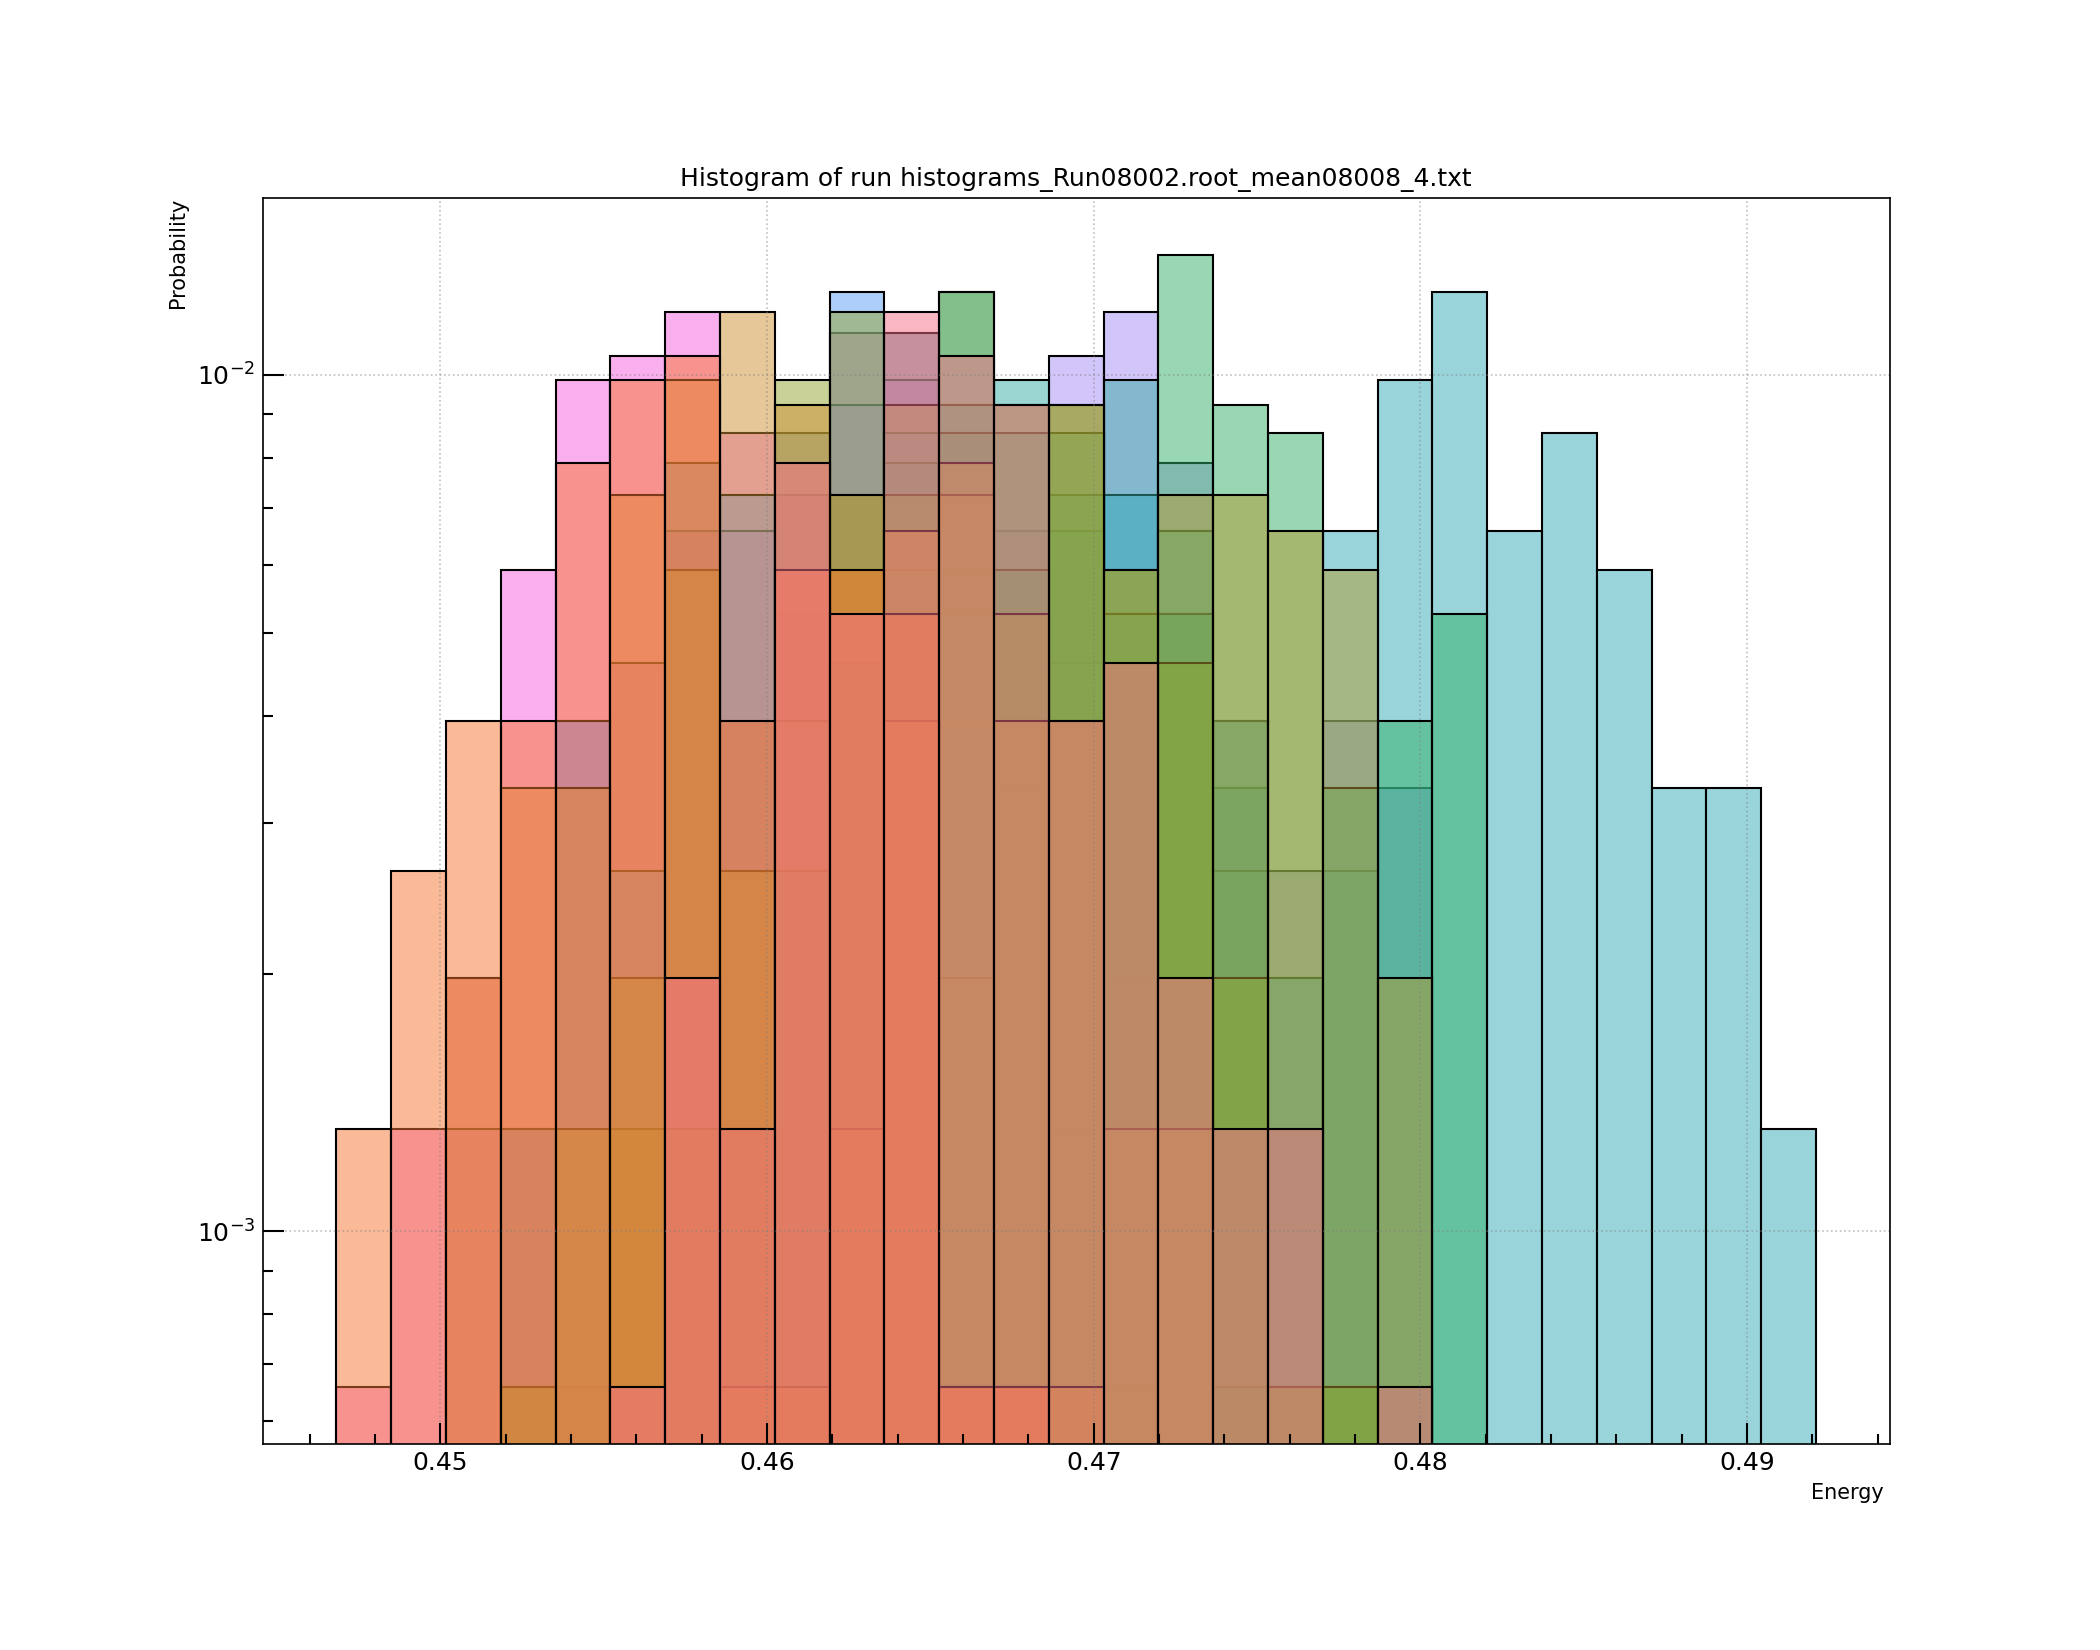 Histogram of run histograms_Run08002.root_mean08008_4.txt
Probability
10⁻²
10⁻³
0.45 0.46 0.47 0.48 0.49
Energy